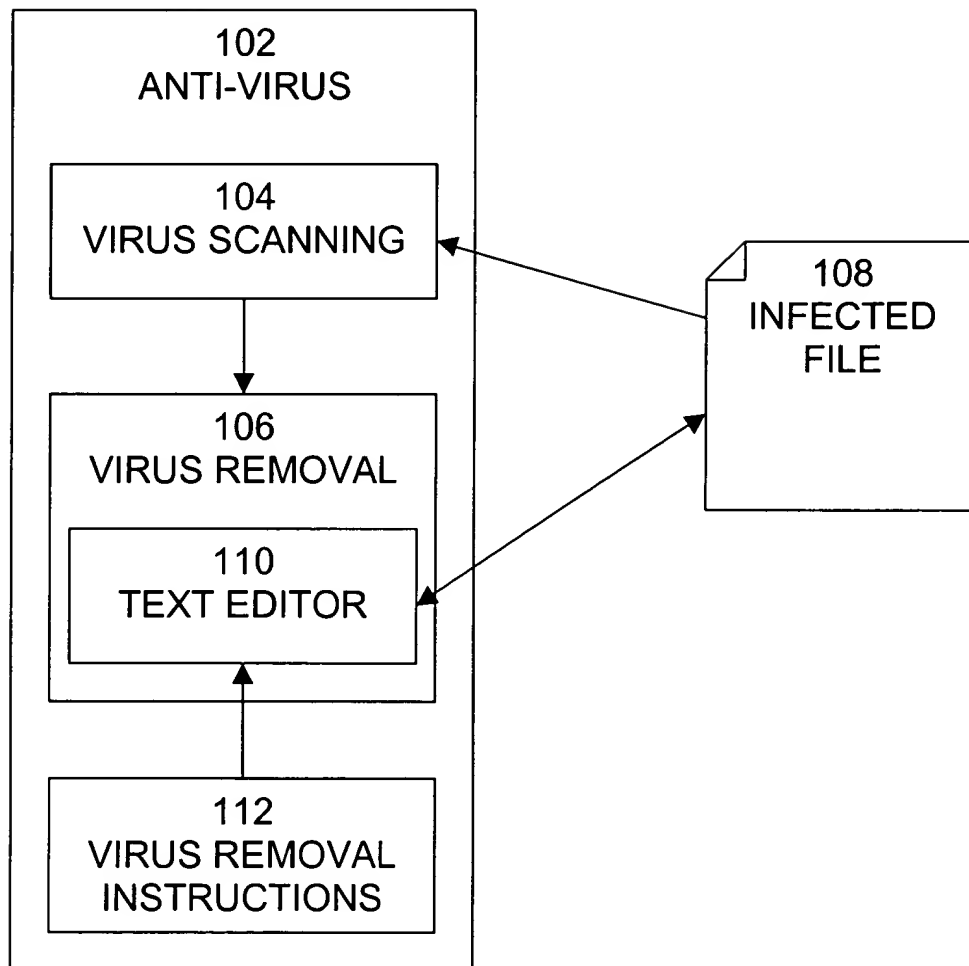 102
ANTI-VIRUS
104
VIRUS SCANNING
108
INFECTED
FILE
106
VIRUS REMOVAL
110
TEXT EDITOR
112
VIRUS REMOVAL
INSTRUCTIONS